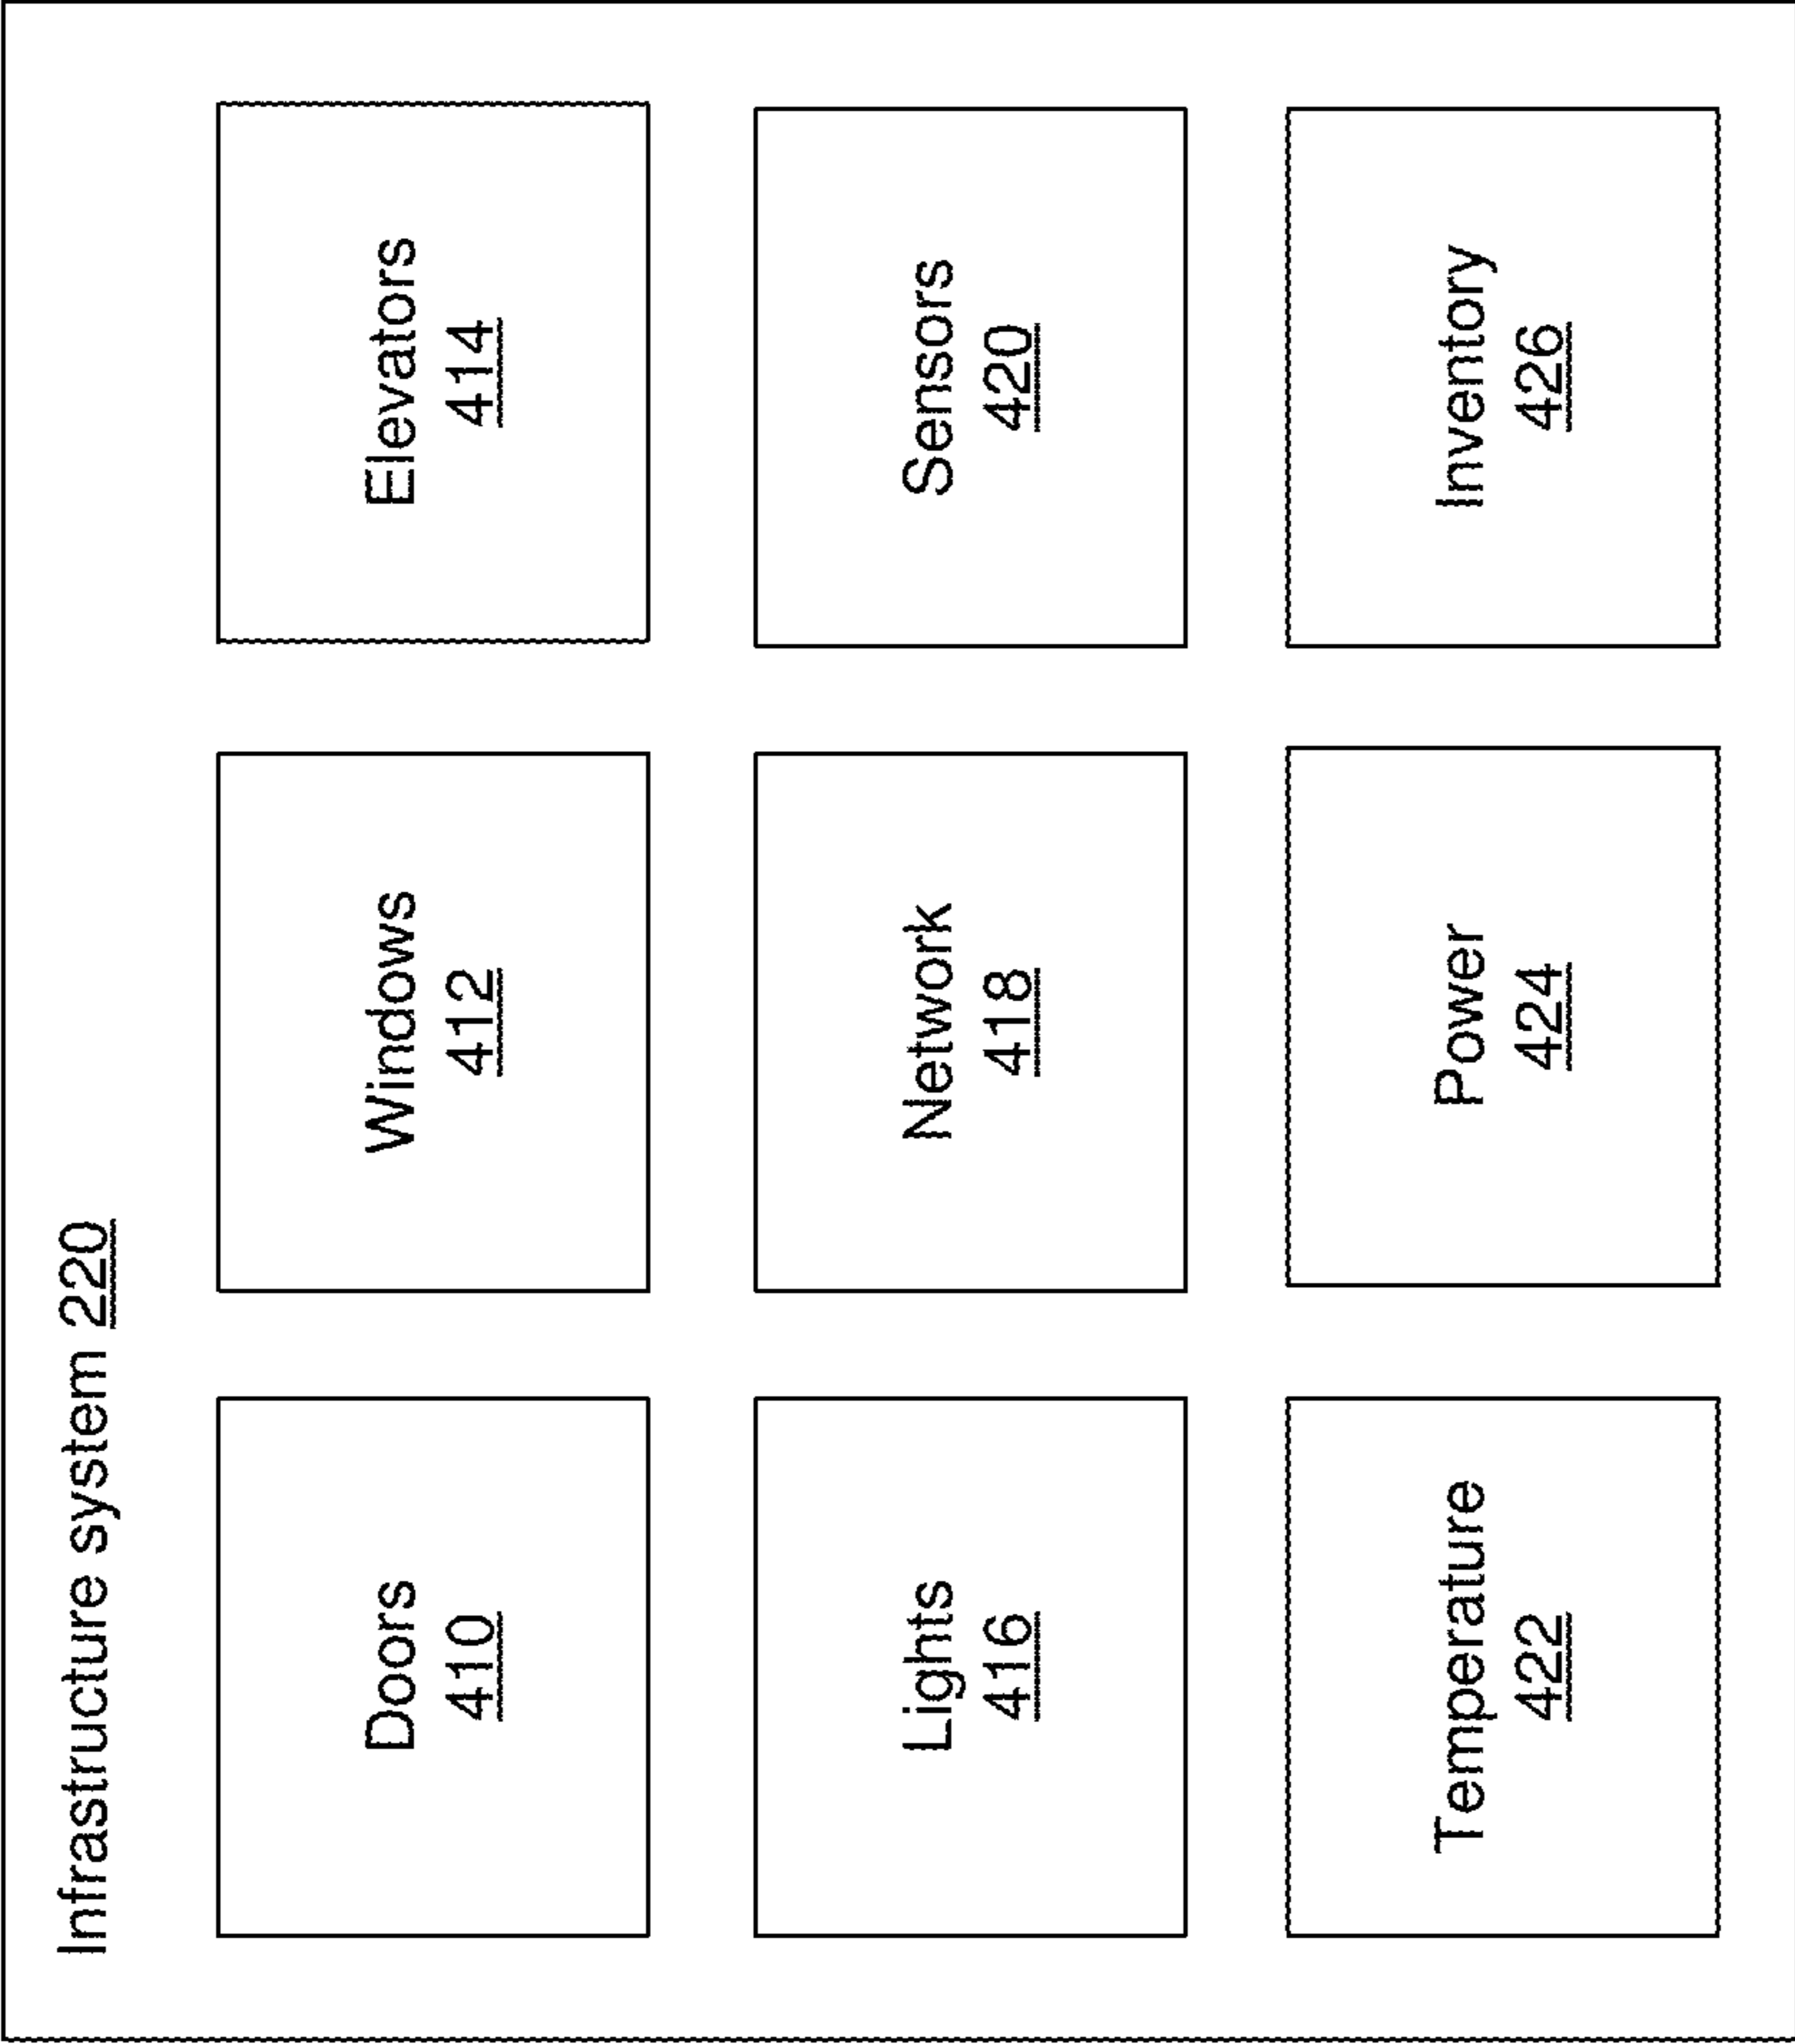 Infrastructure system 220
Doors
410
Windows
412
Elevators
414
Lights
416
Network
418
Sensors
420
Temperature
422
Power
424
Inventory
426